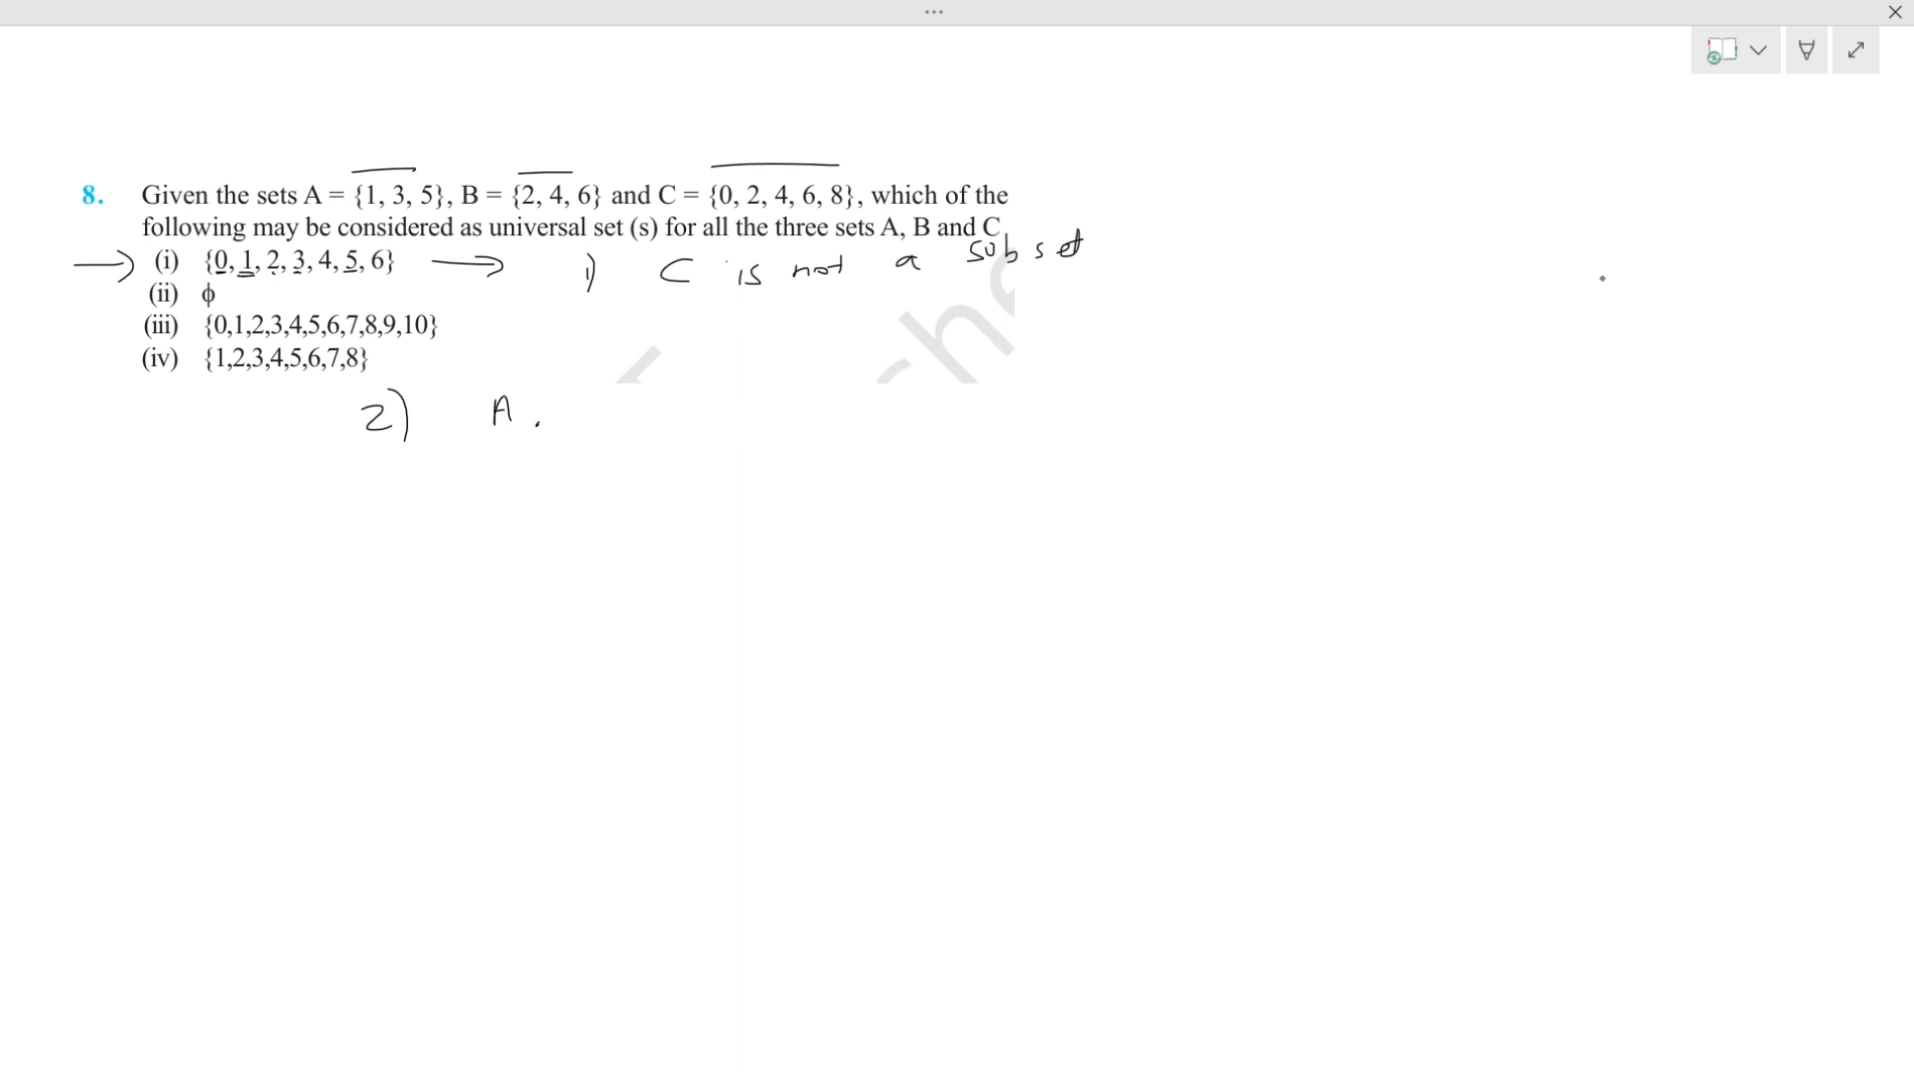 8. Given the sets A = {1, 3, 5}, B = {2, 4, 6} and C = {0, 2, 4, 6, 8}, which of the
following may be considered as universal set (s) for all the three sets A, B and C
(i) {0, 1, 2, 3, 4, 5, 6} → 1) C is not a subset
(ii) ϕ
(iii) {0,1,2,3,4,5,6,7,8,9,10}
(iv) {1,2,3,4,5,6,7,8}
2) A .